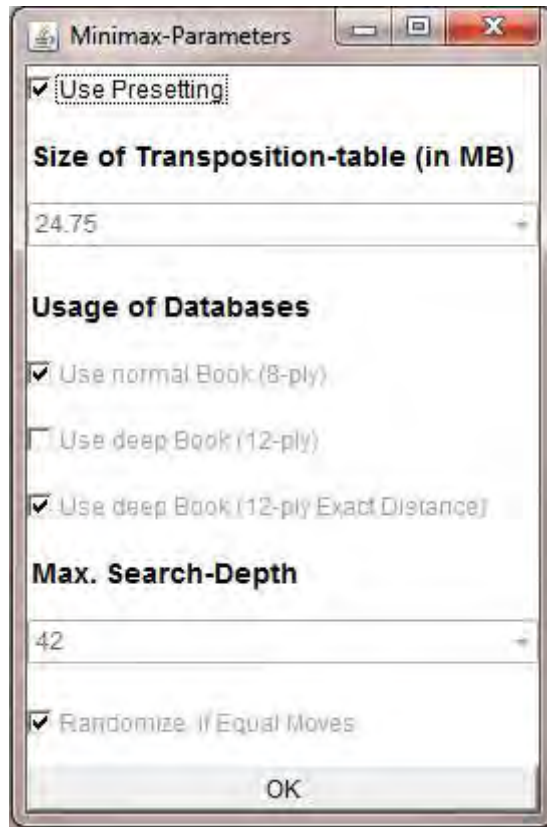 Minimax-Parameters
Use Presetting
Size of Transposition-table (in MB)
24.75
Usage of Databases
Use normal Book (8-ply)
Use deep Book (12-ply)
Use deep Book (12-ply Exact Distance)
Max. Search-Depth
42
Randomize, if Equal Moves
OK